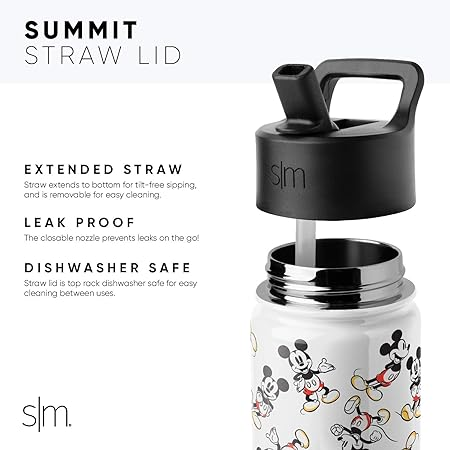 SUMMIT
STRAW LID
EXTENDED STRAW
Straw extends to bottom for tilt-free sipping,
and is removable for easy cleaning.
LEAK PROOF
The closable nozzle prevents leaks on the go!
DISHWASHER SAFE
Straw lid is top rack dishwasher safe for easy
cleaning between uses.
slm
slm.